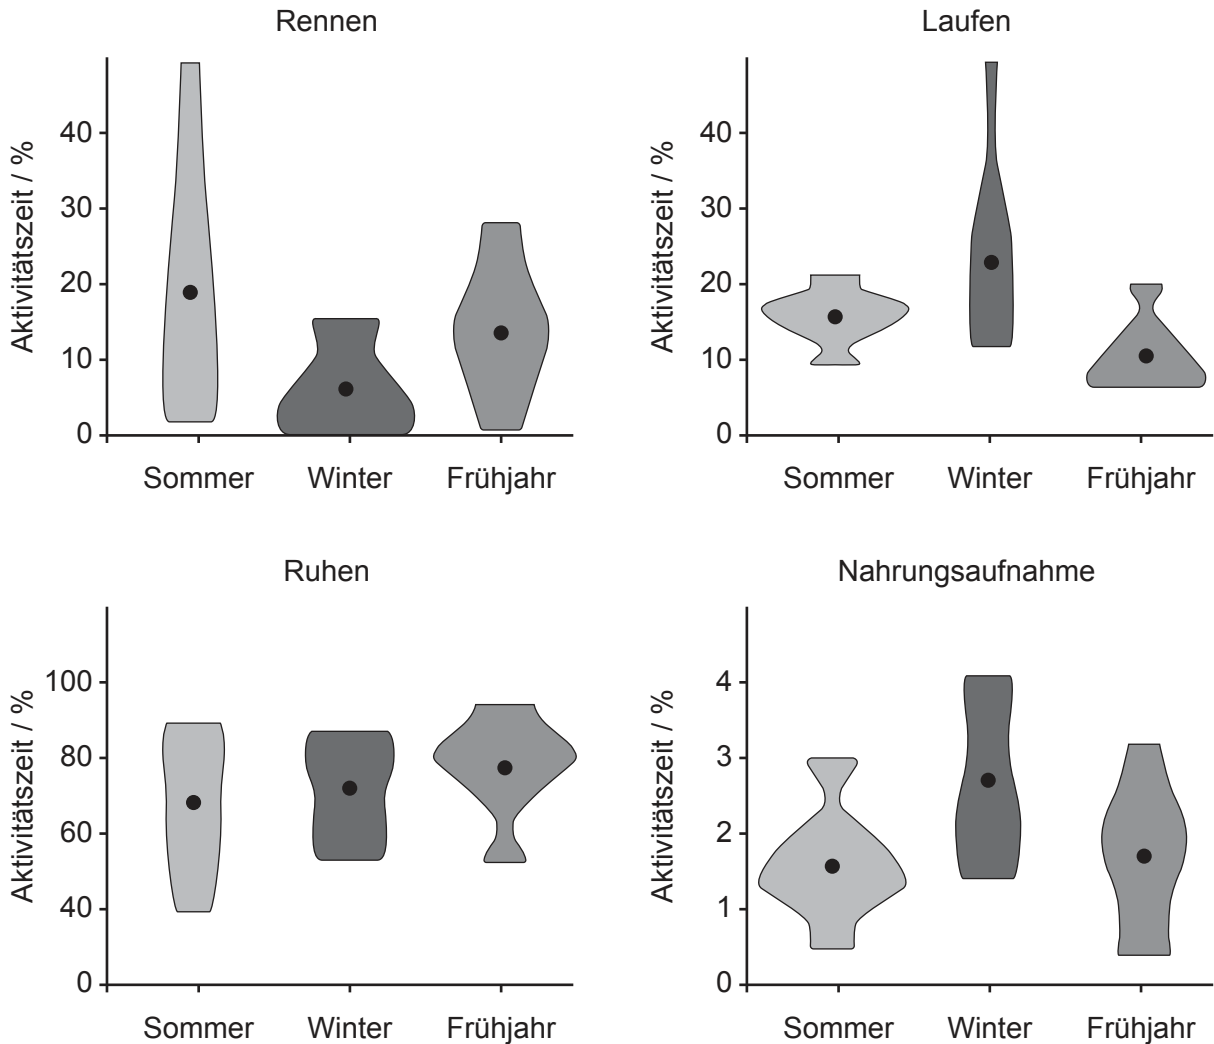 Rennen
Aktivitätszeit / %
40
30
20
10
0
Sommer Winter Frühjahr
Laufen
Aktivitätszeit / %
40
30
20
10
0
Sommer Winter Frühjahr
Ruhen
Aktivitätszeit / %
100
80
60
40
0
Sommer Winter Frühjahr
Nahrungsaufnahme
Aktivitätszeit / %
4
3
2
1
0
Sommer Winter Frühjahr